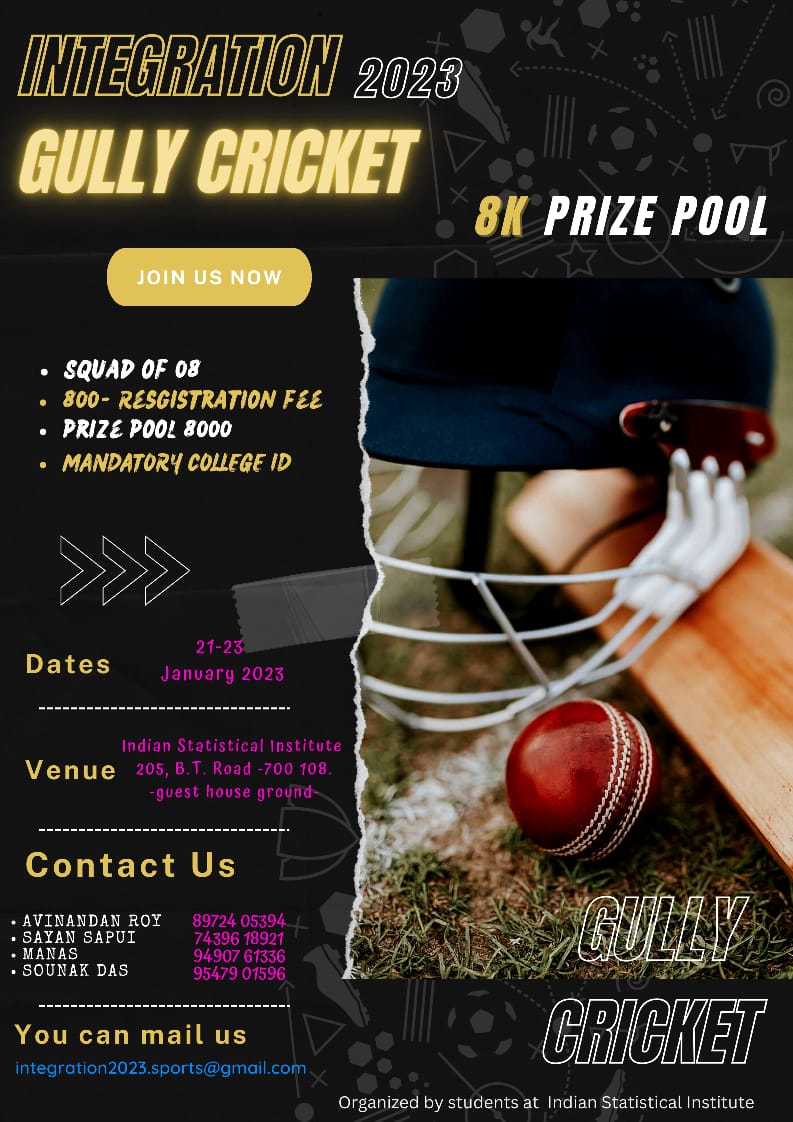 INTEGRATION 2023
GULLY CRICKET
8K PRIZE POOL
JOIN US NOW
• SQUAD OF 08
• 800- RESGISTRATION FEE
• PRIZE POOL 8000
• MANDATORY COLLEGE ID
Dates
21-23
January 2023
Venue
Indian Statistical Institute
205, B.T. Road -700 108.
-guest house ground-
Contact Us
• AVINANDAN ROY 89724 05394
• SAYAN SAPUI 74396 18921
• MANAS 94907 61336
• SOUNAK DAS 95479 01596
You can mail us
integration2023.sports@gmail.com
GULLY
CRICKET
Organized by students at Indian Statistical Institute